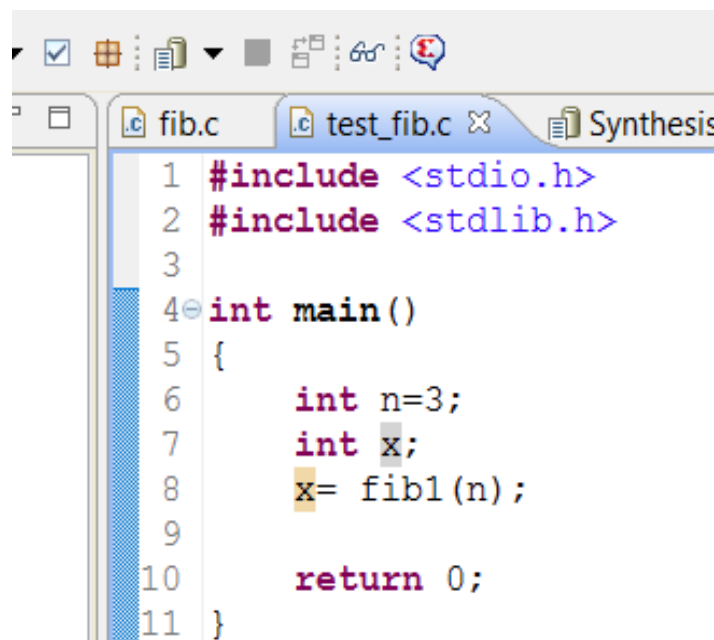 fib.c test_fib.c Synthesis
1 #include <stdio.h>
2 #include <stdlib.h>
3
4 int main()
5 {
6 int n=3;
7 int x;
8 x= fib1(n);
9
10 return 0;
11 }